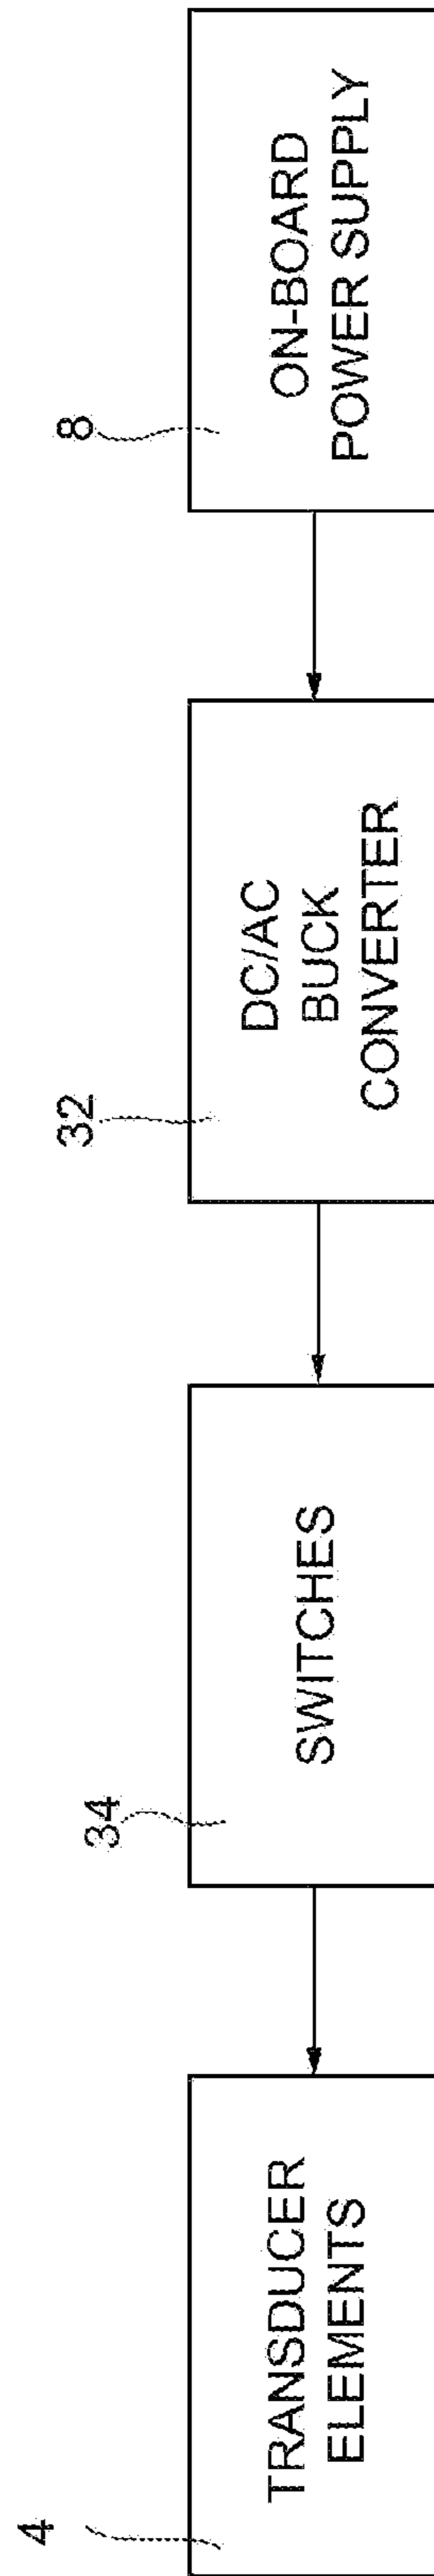 4
TRANSDUCER
ELEMENTS
34
SWITCHES
32
DC/AC
BUCK
CONVERTER
8
ON-BOARD
POWER SUPPLY